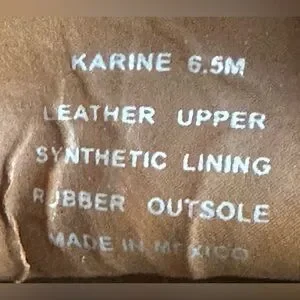 KARINE 6.5M
LEATHER UPPER
SYNTHETIC LINING
RUBBER OUTSOLE
MADE IN MEXICO